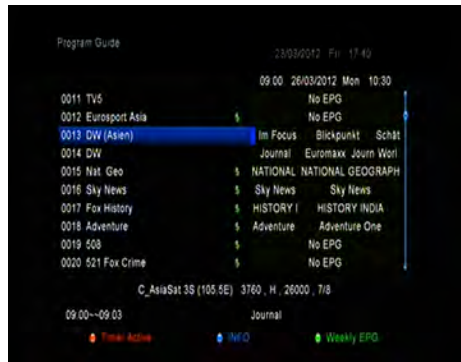 Program Guide
23/03/2012 Fri 17:40
09:00 26/03/2012 Mon 10:30
0011 TV5 No EPG
0012 Eurosport Asia $ No EPG
0013 DW (Asien) Im Focus Blickpunkt Schät
0014 DW Journal Euromaxx Journ Worl
0015 Nat Geo $ NATIONAL NATIONAL GEOGRAPH
0016 Sky News $ Sky News Sky News
0017 Fox History $ HISTORY I HISTORY INDIA
0018 Adventure $ Adventure Adventure One
0019 508 $ No EPG
0020 521 Fox Crime $ No EPG
C_AsiaSat 3S (105.5E) 3760 , H , 26000 , 7/8
09:00~~09:03 Journal
Timer Active INFO Weekly EPG